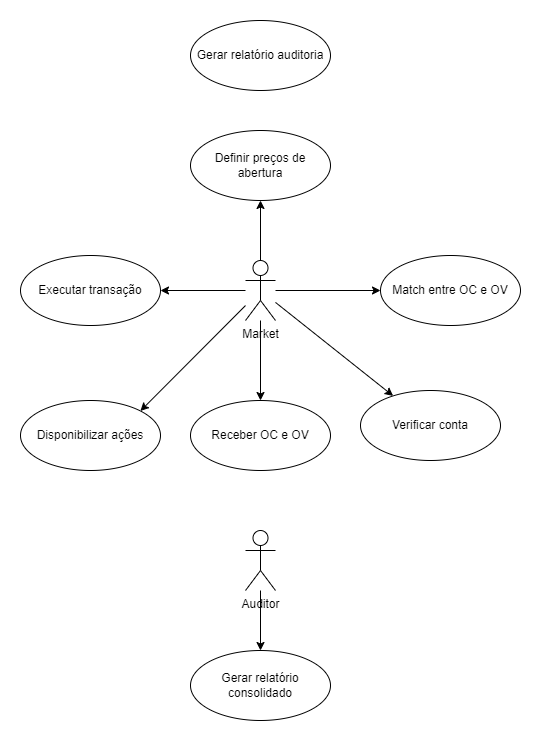 Gerar relatório auditoria
Definir preços de
abertura
Executar transação
Match entre OC e OV
Market
Disponibilizar ações
Receber OC e OV
Verificar conta
Auditor
Gerar relatório
consolidado